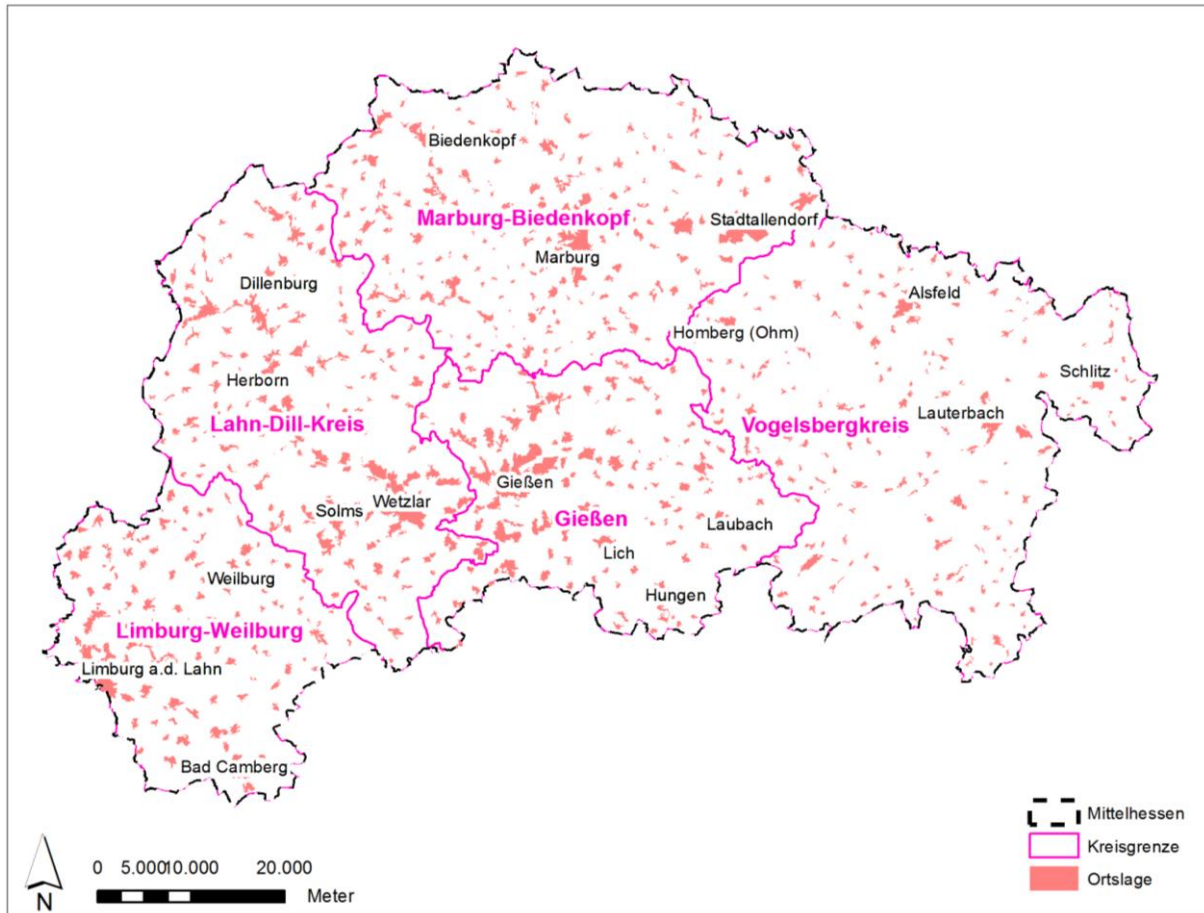 Biedenkopf
Marburg-Biedenkopf
Stadtallendorf
Marburg
Dillenburg
Alsfeld
Homberg (Ohm)
Schlitz
Herborn
Lahn-Dill-Kreis
Lauterbach
Vogelsbergkreis
Gießen
Wetzlar
Solms
Gießen
Laubach
Lich
Weilburg
Hungen
Limburg-Weilburg
Limburg a.d. Lahn
Bad Camberg
Mittelhessen
Kreisgrenze
Ortslage
N
0 5.000 10.000 20.000
Meter